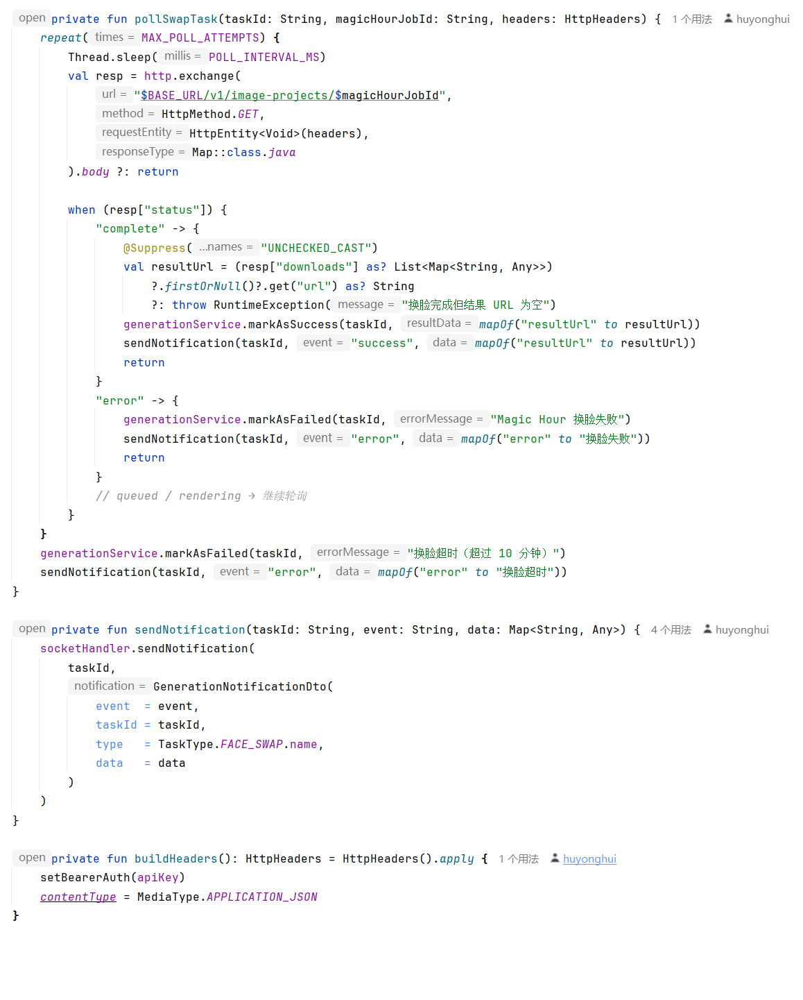 open private fun pollSwapTask(taskId: String, magicHourJobId: String, headers: HttpHeaders) { 1 个用法 huyonghui
repeat( times = MAX_POLL_ATTEMPTS) {
Thread.sleep( millis = POLL_INTERVAL_MS)
val resp = http.exchange(
url = "$BASE_URL/v1/image-projects/$magicHourJobId",
method = HttpMethod.GET,
requestEntity = HttpEntity<Void>(headers),
responseType = Map::class.java
).body ?: return
when (resp["status"]) {
"complete" -> {
@Suppress( ...names = "UNCHECKED_CAST")
val resultUrl = (resp["downloads"] as? List<Map<String, Any>>)
?.firstOrNull()?.get("url") as? String
?: throw RuntimeException( message = "换脸完成但结果 URL 为空")
generationService.markAsSuccess(taskId, resultData = mapOf("resultUrl" to resultUrl))
sendNotification(taskId, event = "success", data = mapOf("resultUrl" to resultUrl))
return
}
"error" -> {
generationService.markAsFailed(taskId, errorMessage = "Magic Hour 换脸失败")
sendNotification(taskId, event = "error", data = mapOf("error" to "换脸失败"))
return
}
// queued / rendering → 继续轮询
}
}
generationService.markAsFailed(taskId, errorMessage = "换脸超时（超过 10 分钟）")
sendNotification(taskId, event = "error", data = mapOf("error" to "换脸超时"))
}
open private fun sendNotification(taskId: String, event: String, data: Map<String, Any>) { 4 个用法 huyonghui
socketHandler.sendNotification(
taskId,
notification = GenerationNotificationDto(
event = event,
taskId = taskId,
type = TaskType.FACE_SWAP.name,
data = data
)
)
}
open private fun buildHeaders(): HttpHeaders = HttpHeaders().apply { 1 个用法 huyonghui
setBearerAuth(apiKey)
contentType = MediaType.APPLICATION_JSON
}